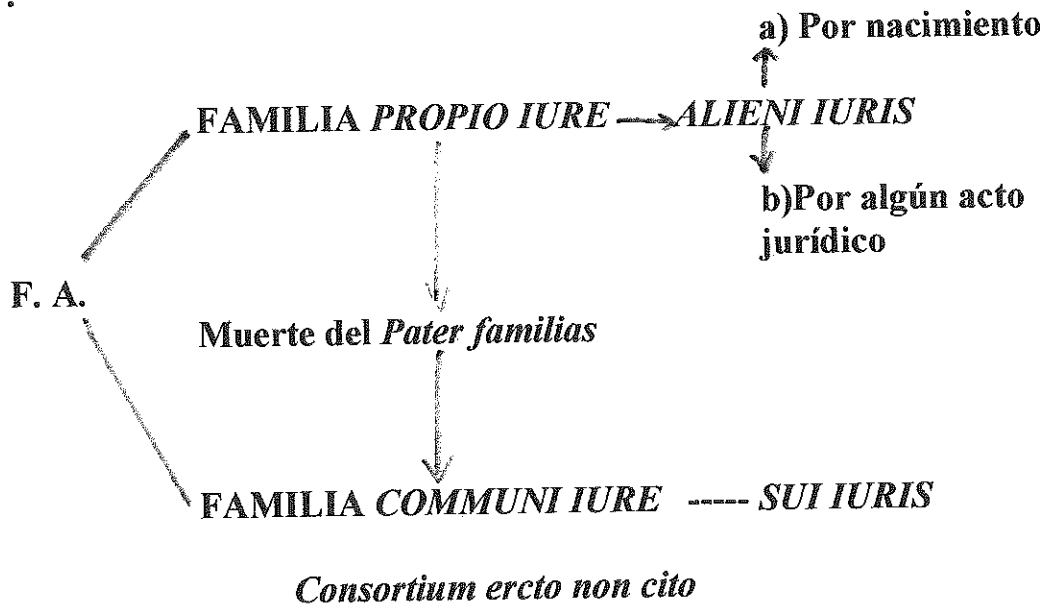 a) Por nacimiento
FAMILIA PROPIO IURE ALIENI IURIS
b)Por algún acto
jurídico
F. A.
Muerte del Pater familias
FAMILIA COMMUNI IURE ----- SUI IURIS
Consortium ercto non cito